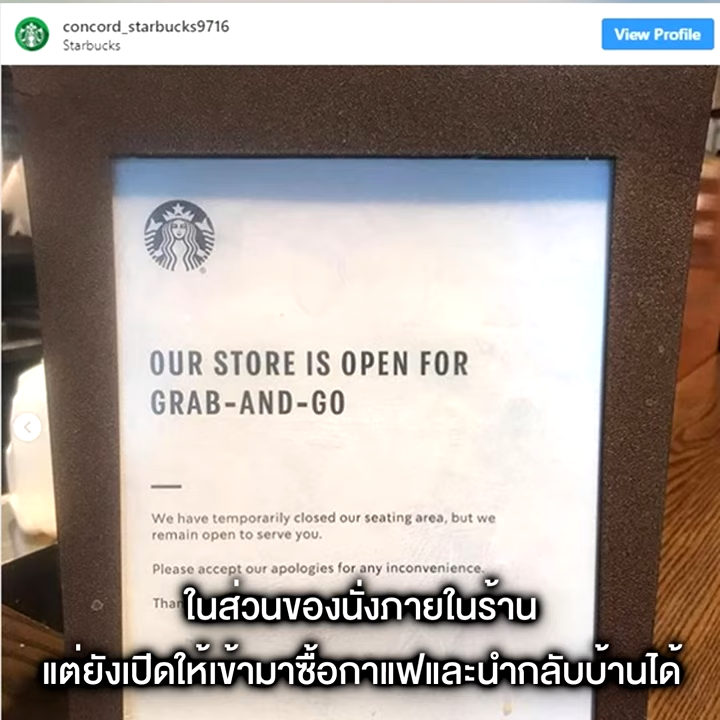 concord_starbucks9716
Starbucks
View Profile
OUR STORE IS OPEN FOR
GRAB-AND-GO
We have temporarily closed our seating area, but we
remain open to serve you.
Please accept our apologies for any inconvenience.
ในส่วนของนั่งภายในร้าน
แต่ยังเปิดให้เข้ามาซื้อกาแฟและนำกลับบ้านได้